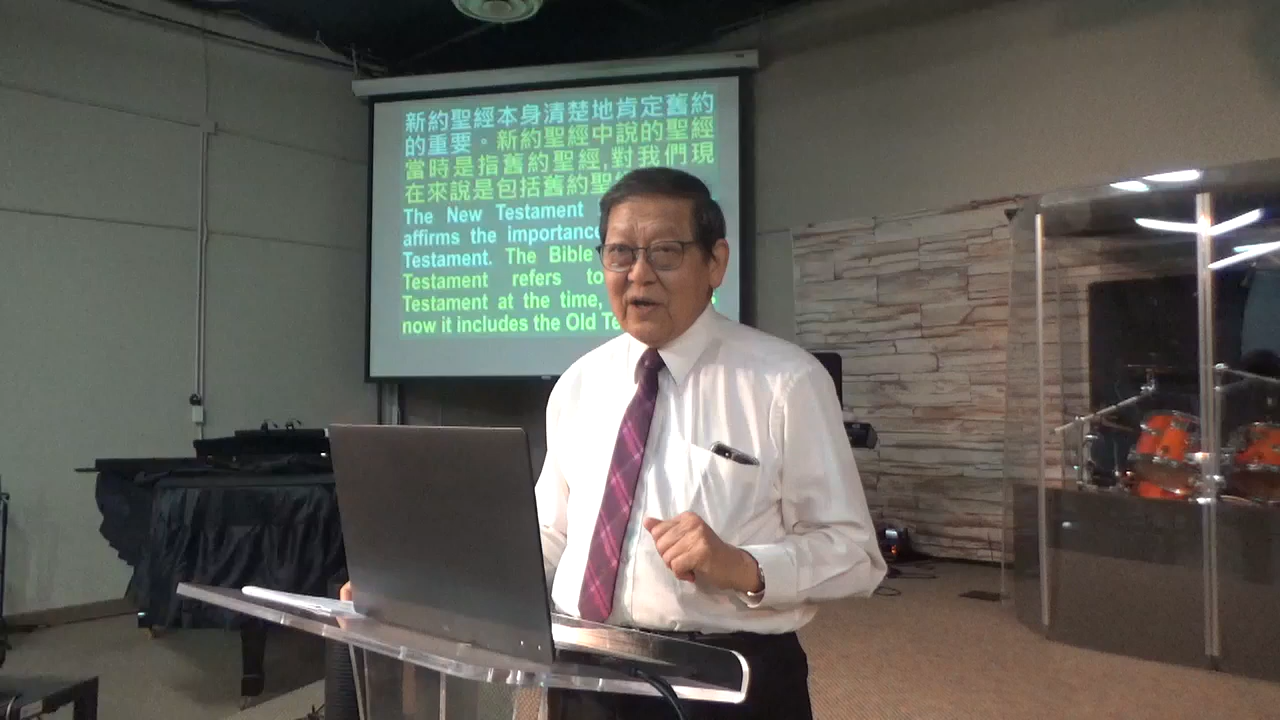 新約聖經本身清楚地肯定舊約
的重要。新約聖經中說的聖經
當時是指舊約聖經,對我們現
在來說是包括舊約聖
The New Testament
affirms the importance
Testament. The Bible
Testament refers to
Testament at the time,
now it includes the Old